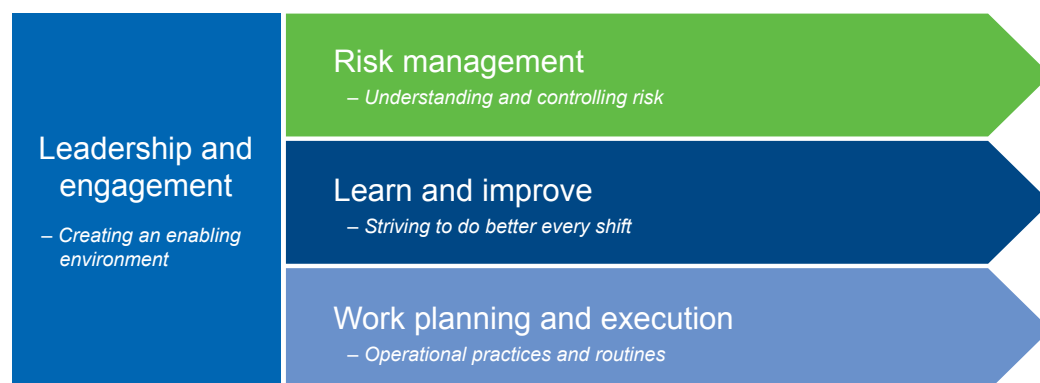 Leadership and
engagement
– Creating an enabling
environment
Risk management
– Understanding and controlling risk
Learn and improve
– Striving to do better every shift
Work planning and execution
– Operational practices and routines